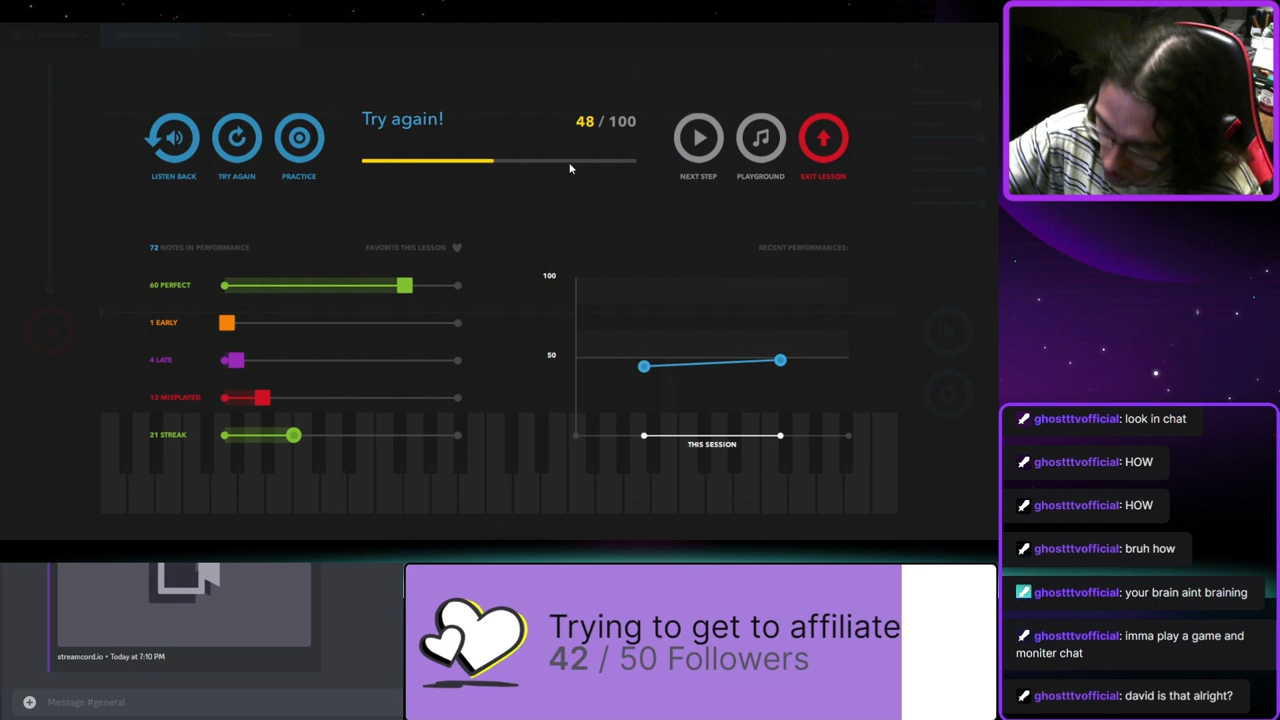 Try again!
48 / 100
LISTEN BACK
TRY AGAIN
PRACTICE
NEXT STEP
PLAYGROUND
EXIT LESSON
72 NOTES IN PERFORMANCE
FAVORITE THIS LESSON
RECENT PERFORMANCES:
60 PERFECT
1 EARLY
4 LATE
13 MISPLAYED
21 STREAK
100
50
THIS SESSION
streamcord.io • Today at 7:10 PM
Message #general
Trying to get to affiliate
42 / 50 Followers
ghostttvofficial: look in chat
ghostttvofficial: HOW
ghostttvofficial: HOW
ghostttvofficial: bruh how
ghostttvofficial: your brain aint braining
ghostttvofficial: imma play a game and
moniter chat
ghostttvofficial: david is that alright?